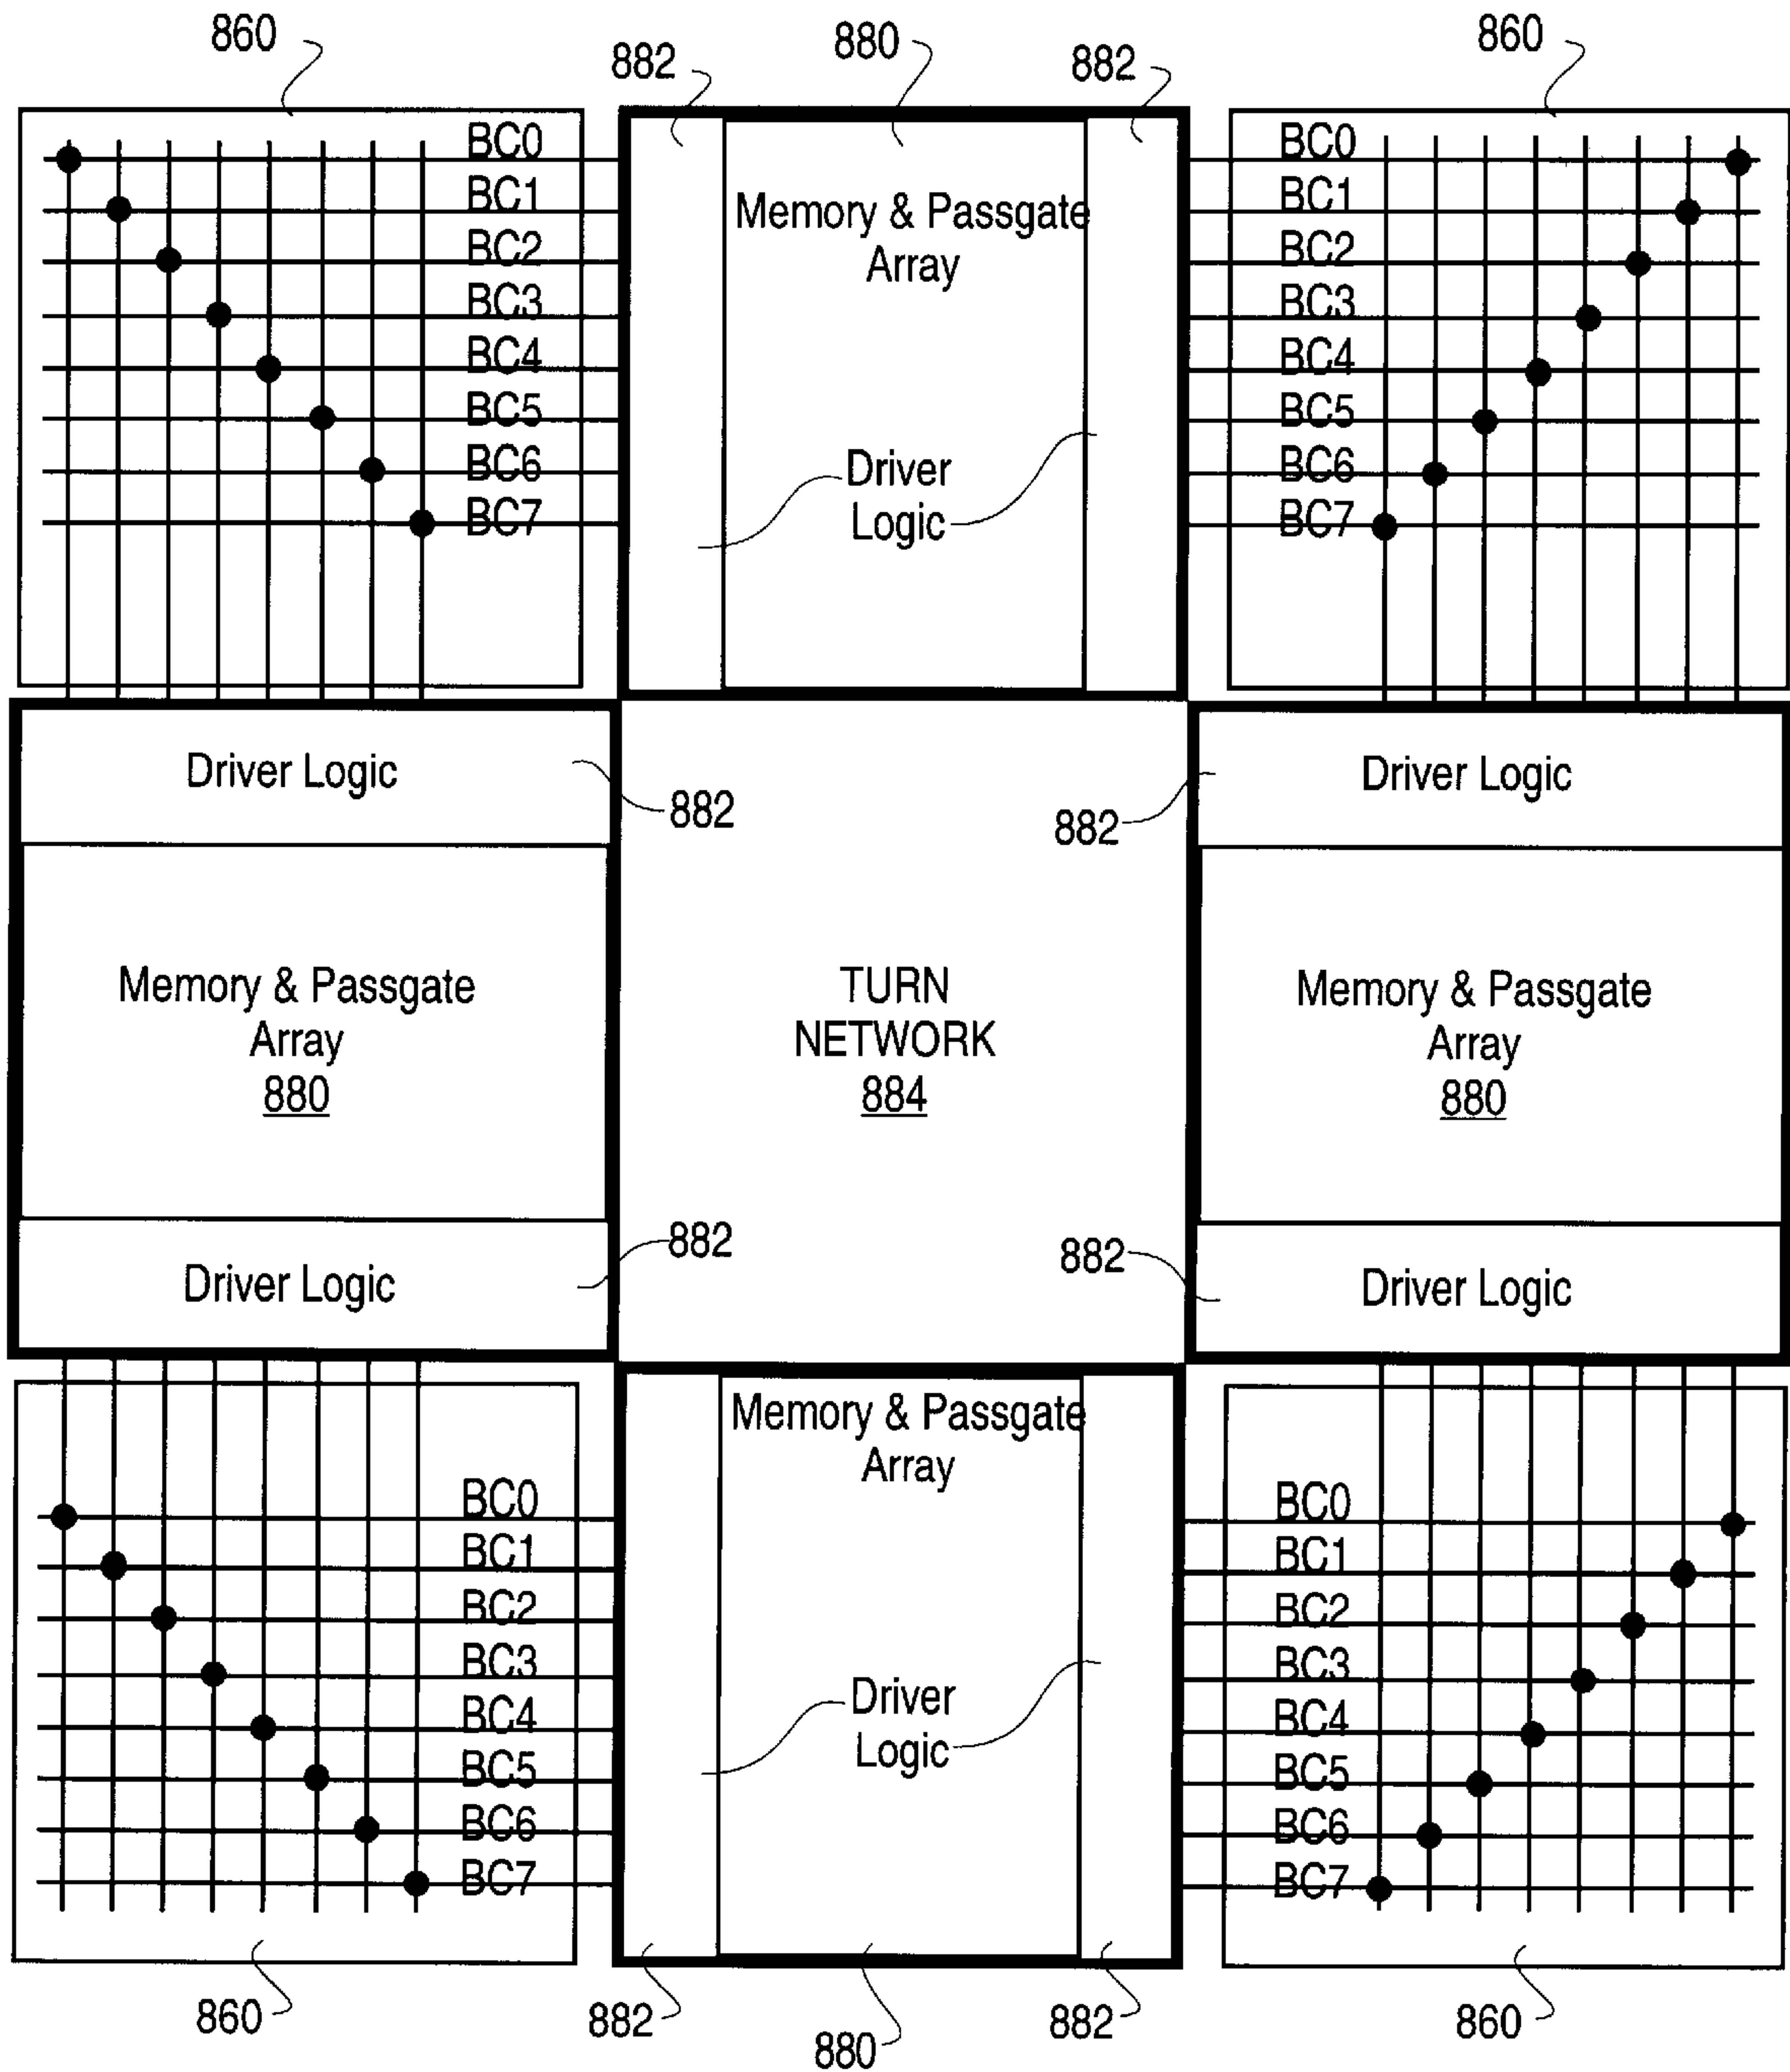 860
882
880
882
860
BC0
BC1
BC2
BC3
BC4
BC5
BC6
BC7
Memory & Passgate
Array
Driver
Logic
BC0
BC1
BC2
BC3
BC4
BC5
BC6
BC7
Driver Logic
882
Memory & Passgate
Array
880
882
Driver Logic
TURN
NETWORK
884
882
Driver Logic
Memory & Passgate
Array
880
882
Driver Logic
BC0
BC1
BC2
BC3
BC4
BC5
BC6
BC7
Memory & Passgate
Array
Driver
Logic
BC0
BC1
BC2
BC3
BC4
BC5
BC6
BC7
860
882
880
882
860